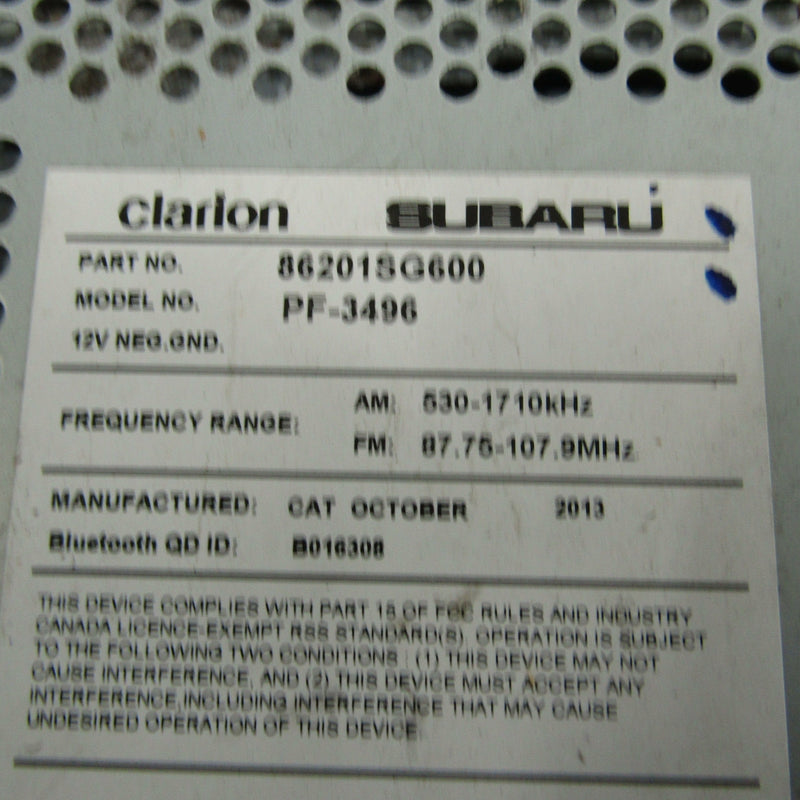 clarion SUBARU
PART NO. 86201SG600
MODEL NO. PF-3496
12V NEG.GND.
FREQUENCY RANGE: AM: 530-1710kHz
FM: 87.75-107.9MHz
MANUFACTURED: CAT OCTOBER 2013
Bluetooth QD ID: B016308
THIS DEVICE COMPLIES WITH PART 15 OF FCC RULES AND INDUSTRY
CANADA LICENCE-EXEMPT RSS STANDARD(S). OPERATION IS SUBJECT
TO THE FOLLOWING TWO CONDITIONS : (1) THIS DEVICE MAY NOT
CAUSE INTERFERENCE, AND (2) THIS DEVICE MUST ACCEPT ANY
INTERFERENCE,INCLUDING INTERFERENCE THAT MAY CAUSE
UNDESIRED OPERATION OF THIS DEVICE.